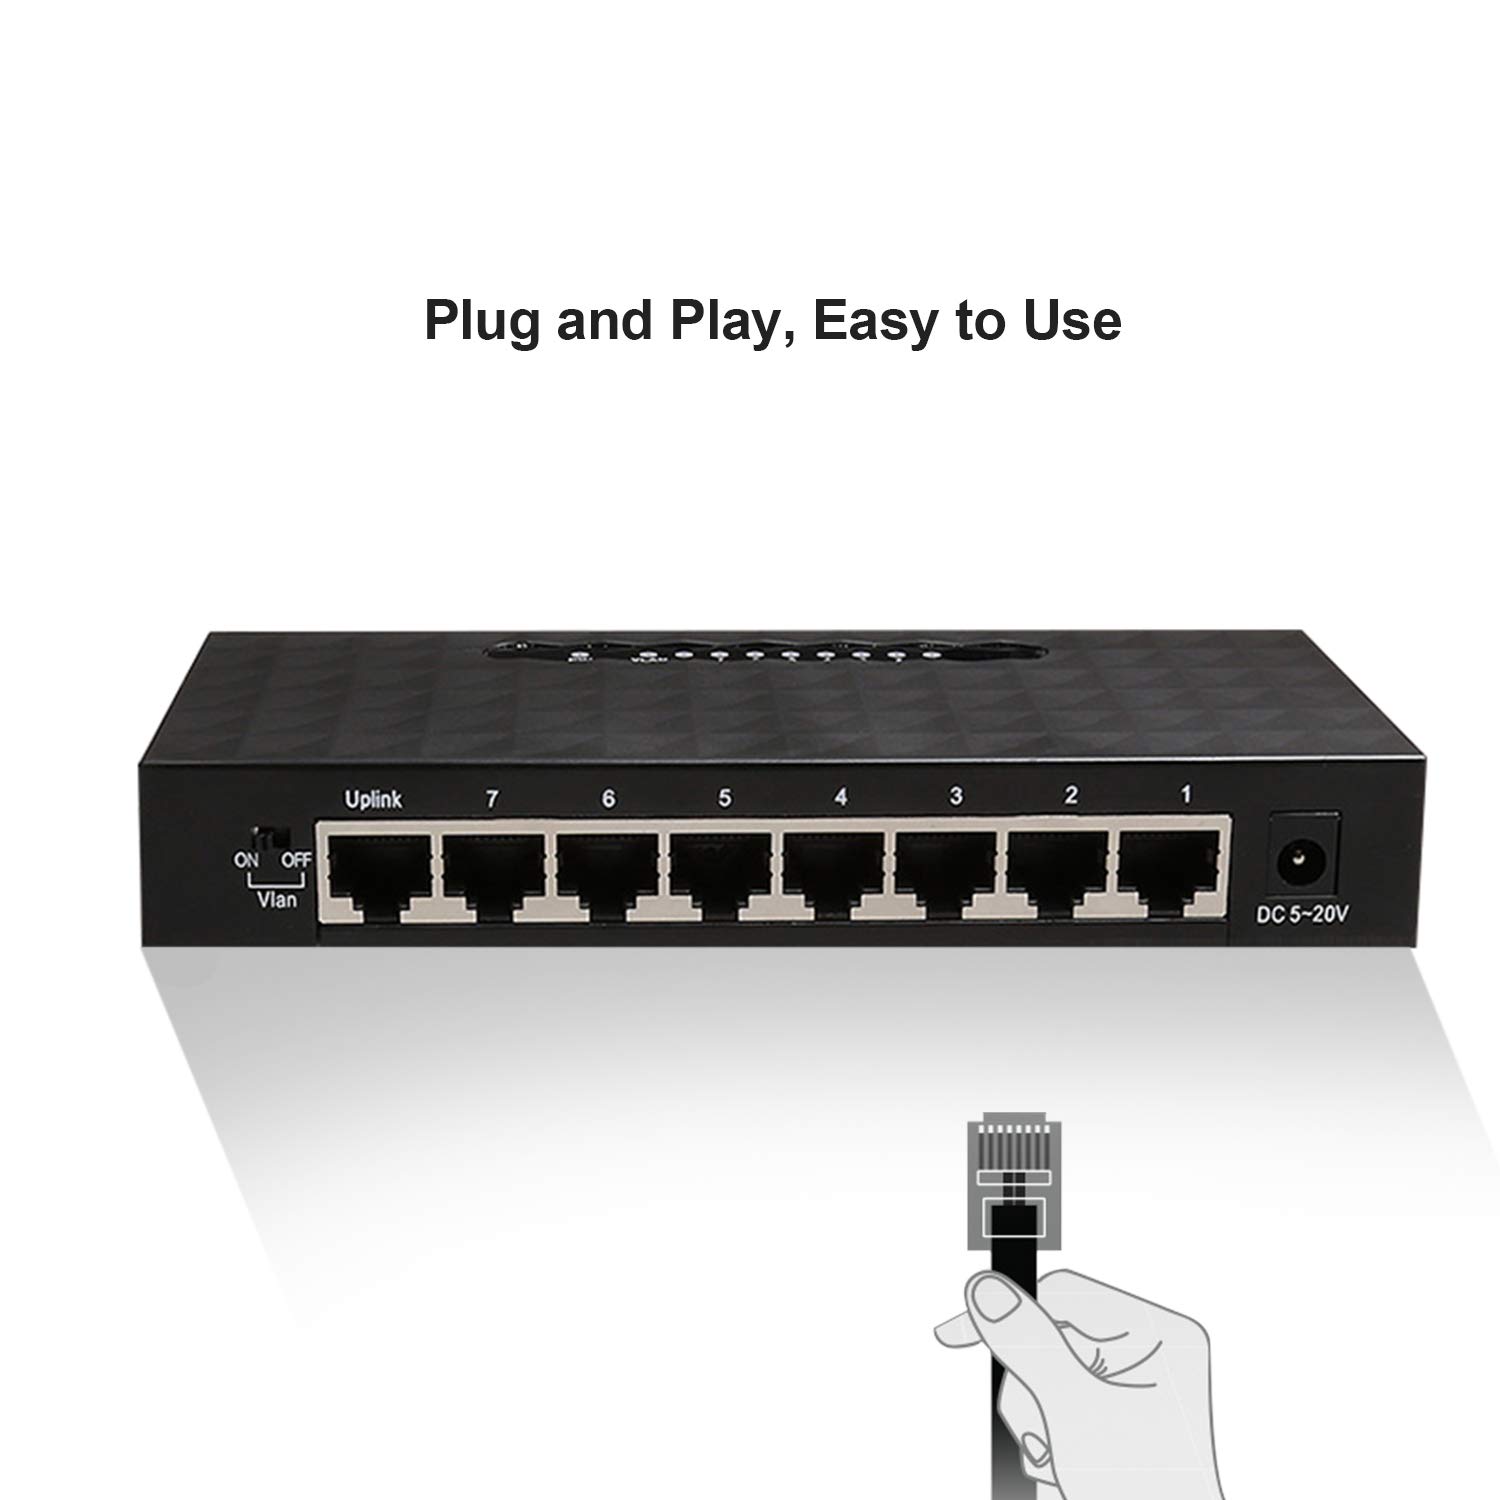 Plug and Play, Easy to Use
VLAN
Uplink 7 6 5 4 3 2 1
ON OFF
Vlan
DC 5~20V